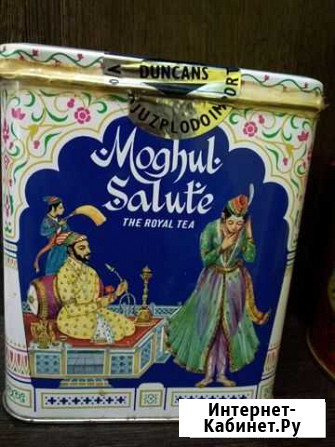 DUNCANS
Moghul
Salute
THE ROYAL TEA
Интернет-
Кабинет.Ру